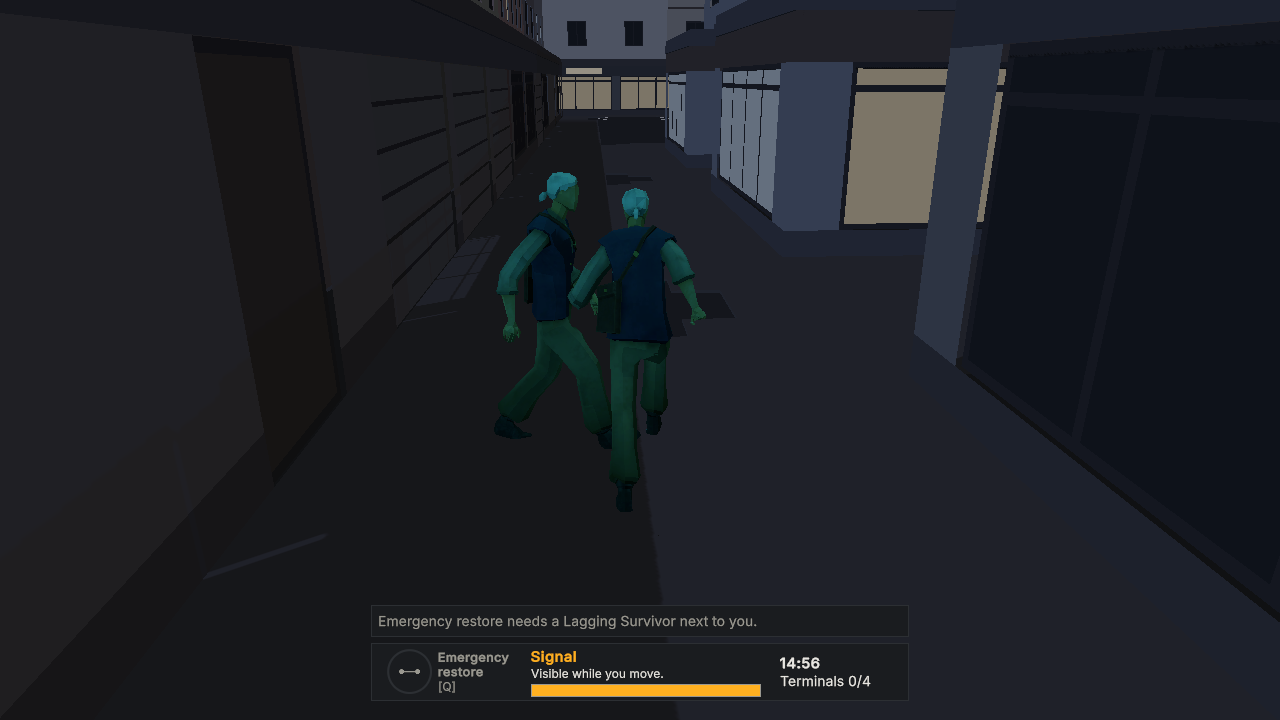 Emergency restore needs a Lagging Survivor next to you.
Emergency
restore
[Q]
Signal
Visible while you move.
14:56
Terminals 0/4